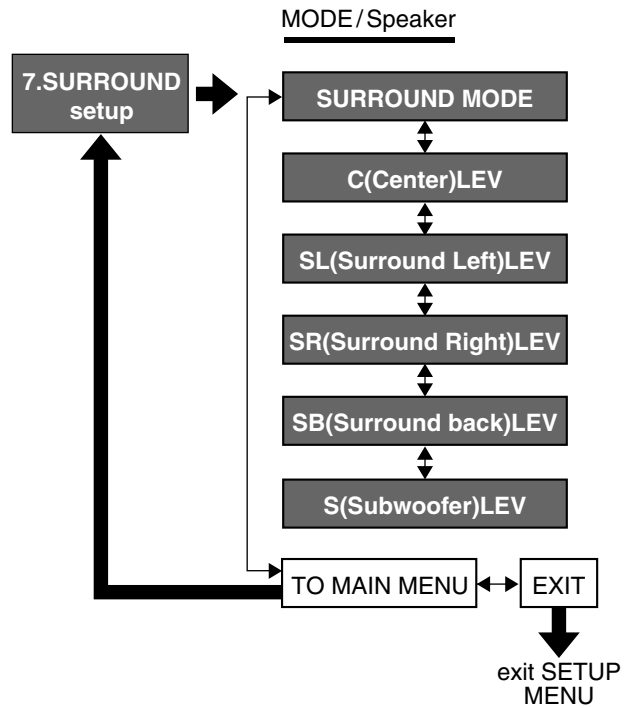 MODE/Speaker
7.SURROUND
setup
SURROUND MODE
C(Center)LEV
SL(Surround Left)LEV
SR(Surround Right)LEV
SB(Surround back)LEV
S(Subwoofer)LEV
TO MAIN MENU
EXIT
exit SETUP
MENU